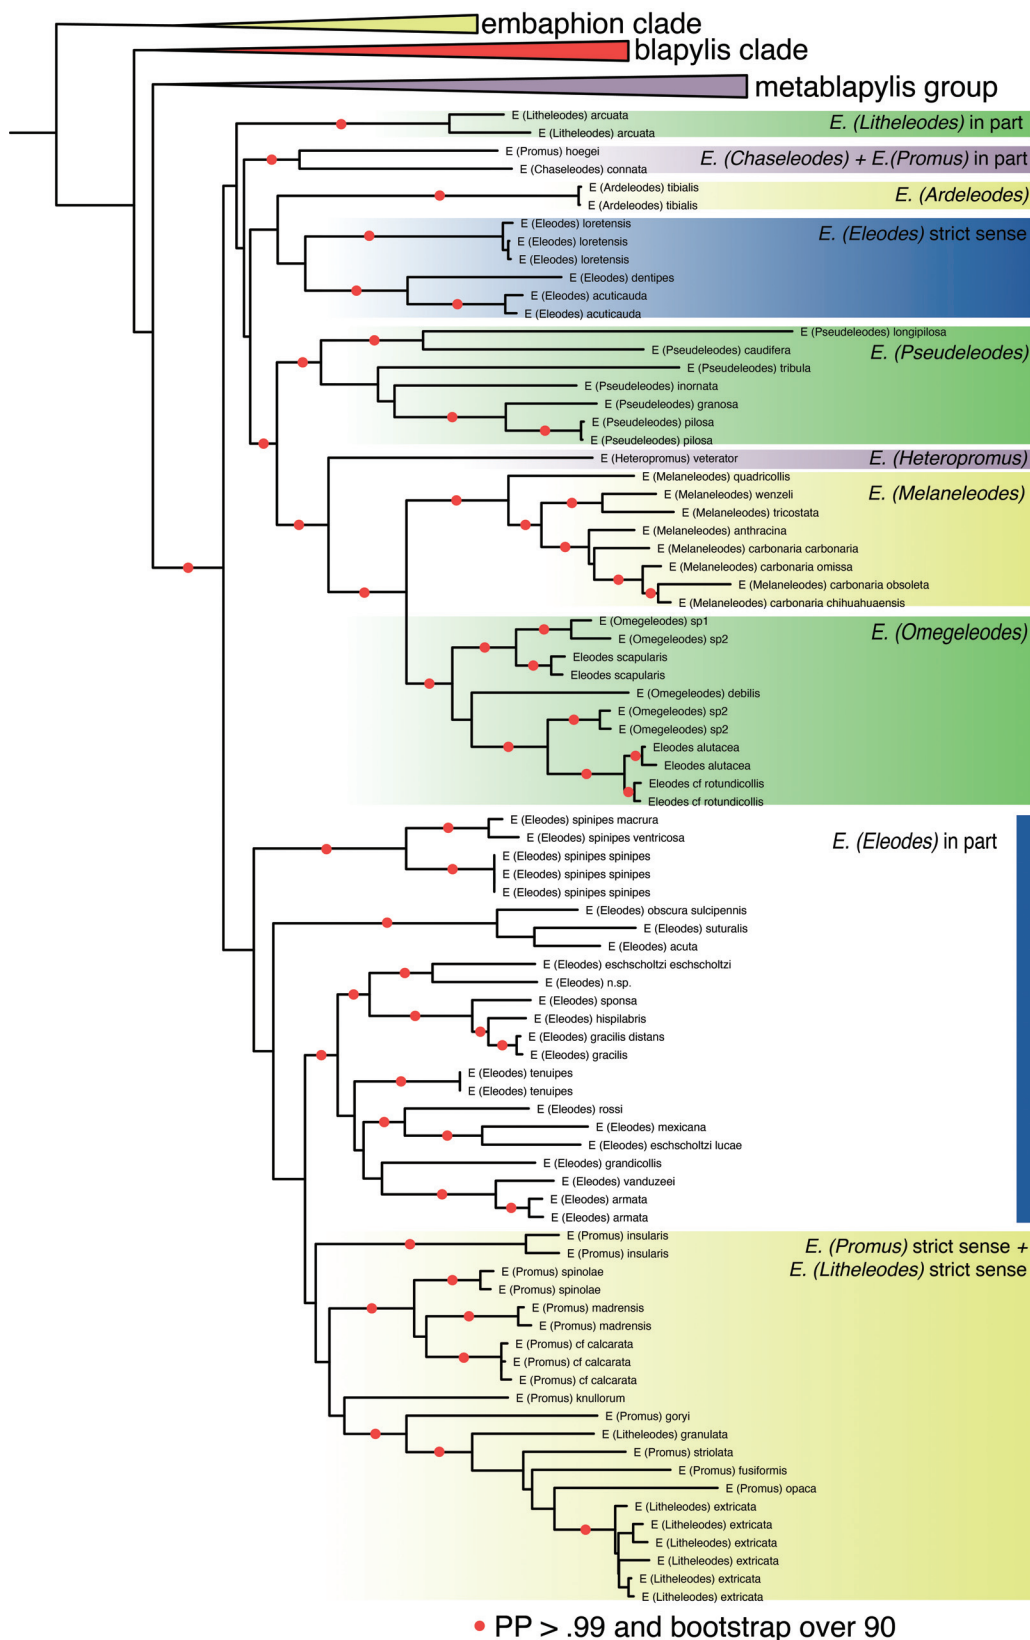 embaphion clade
blapylis clade
metablapylis group
E (Litheleodes) arcuata
E. (Litheleodes) in part
E (Litheleodes) arcuata
E (Promus) hoegei
E. (Chaseleodes) + E.(Promus) in part
E (Chaseleodes) connata
E (Ardeleodes) tibialis
E. (Ardeleodes)
E (Ardeleodes) tibialis
E (Eleodes) loretensis
E. (Eleodes) strict sense
E (Eleodes) loretensis
E (Eleodes) loretensis
E (Eleodes) dentipes
E (Eleodes) acuticauda
E (Eleodes) acuticauda
E (Pseudeleodes) longipilosa
E (Pseudeleodes) caudifera
E. (Pseudeleodes)
E (Pseudeleodes) tribula
E (Pseudeleodes) inornata
E (Pseudeleodes) granosa
E (Pseudeleodes) pilosa
E (Pseudeleodes) pilosa
E (Heteropromus) veterator
E. (Heteropromus)
E (Melaneleodes) quadricollis
E (Melaneleodes) wenzeli
E. (Melaneleodes)
E (Melaneleodes) tricostata
E (Melaneleodes) anthracina
E (Melaneleodes) carbonaria carbonaria
E (Melaneleodes) carbonaria omissa
E (Melaneleodes) carbonaria obsoleta
E (Melaneleodes) carbonaria chihuahuaensis
E (Omegeleodes) sp1
E. (Omegeleodes)
E (Omegeleodes) sp2
Eleodes scapularis
Eleodes scapularis
E (Omegeleodes) debilis
E (Omegeleodes) sp2
E (Omegeleodes) sp2
Eleodes alutacea
Eleodes alutacea
Eleodes cf rotundicollis
Eleodes cf rotundicollis
E (Eleodes) spinipes macrura
E (Eleodes) spinipes ventricosa
E. (Eleodes) in part
E (Eleodes) spinipes spinipes
E (Eleodes) spinipes spinipes
E (Eleodes) spinipes spinipes
E (Eleodes) obscura sulcipennis
E (Eleodes) suturalis
E (Eleodes) acuta
E (Eleodes) eschscholtzi eschscholtzi
E (Eleodes) n.sp.
E (Eleodes) sponsa
E (Eleodes) hispilabris
E (Eleodes) gracilis distans
E (Eleodes) gracilis
E (Eleodes) tenuipes
E (Eleodes) tenuipes
E (Eleodes) rossi
E (Eleodes) mexicana
E (Eleodes) eschscholtzi lucae
E (Eleodes) grandicollis
E (Eleodes) vanduzeei
E (Eleodes) armata
E (Eleodes) armata
E (Promus) insularis
E. (Promus) strict sense +
E (Promus) insularis
E. (Litheleodes) strict sense
E (Promus) spinolae
E (Promus) spinolae
E (Promus) madrensis
E (Promus) madrensis
E (Promus) cf calcarata
E (Promus) cf calcarata
E (Promus) cf calcarata
E (Promus) knullorum
E (Promus) goryi
E (Litheleodes) granulata
E (Promus) striolata
E (Promus) fusiformis
E (Promus) opaca
E (Litheleodes) extricata
E (Litheleodes) extricata
E (Litheleodes) extricata
E (Litheleodes) extricata
E (Litheleodes) extricata
E (Litheleodes) extricata
PP > .99 and bootstrap over 90